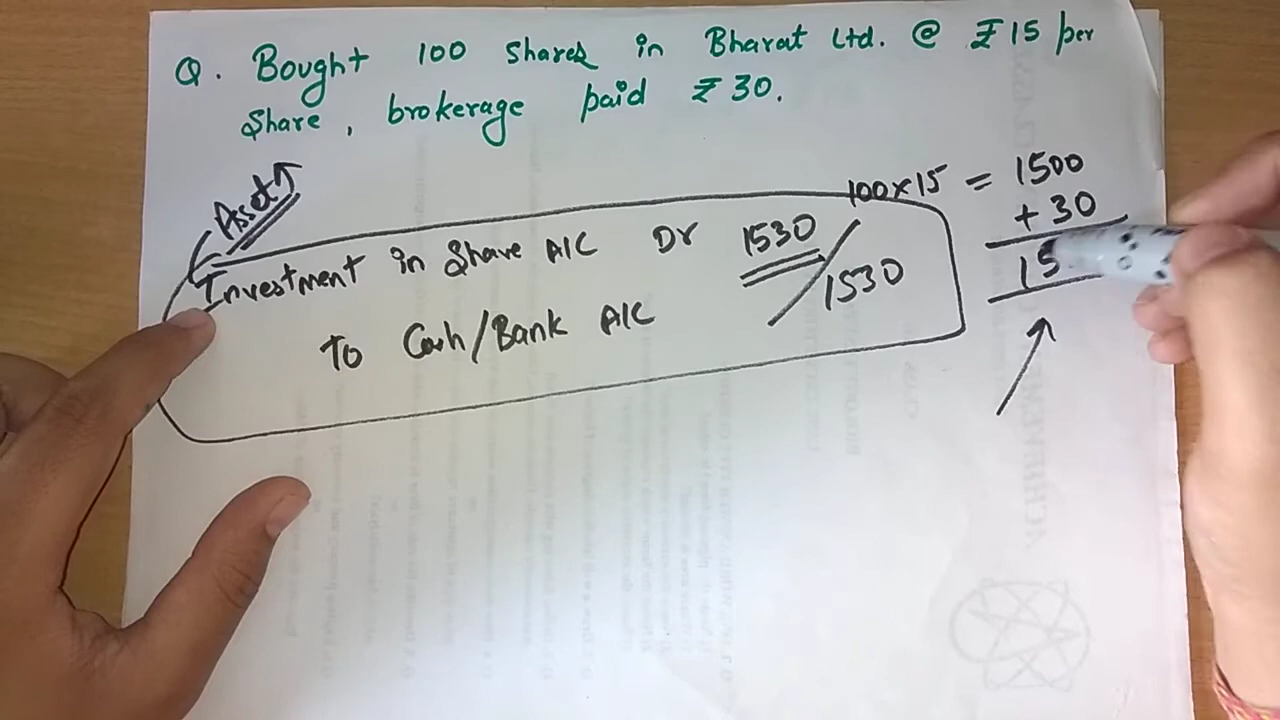 Q. Bought 100 shares in Bharat Ltd. @ ₹15 per
Share, brokerage paid ₹30.
Asset
100×15 = 1500
+30
15
Investment in Share A/C Dr 1530
1530
To Cash/Bank A/C